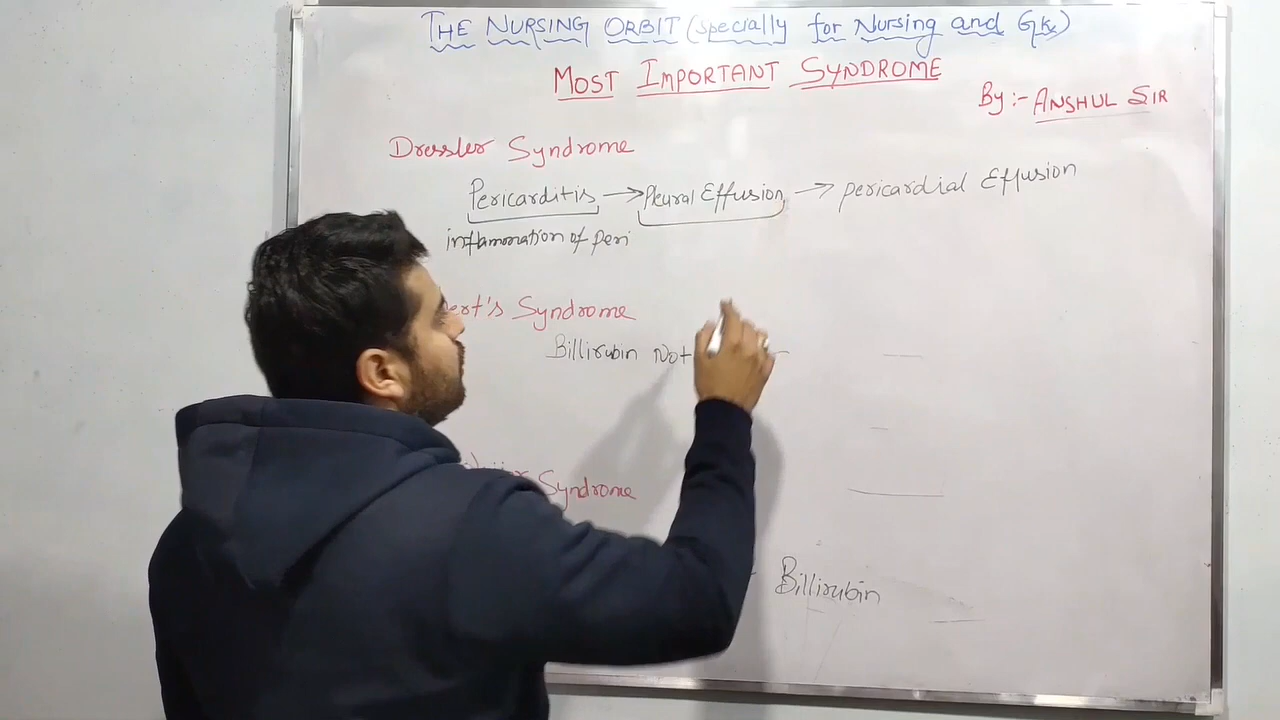 THE NURSING ORBIT (specially for Nursing and GK)
MOST IMPORTANT SYNDROME
By :- ANSHUL SIR
Dressler Syndrome
Pericarditis → Pleural Effusion → pericardial Effusion
inflammation of Peri
ert's Syndrome
Billirubin Not
Syndrome
Billirubin